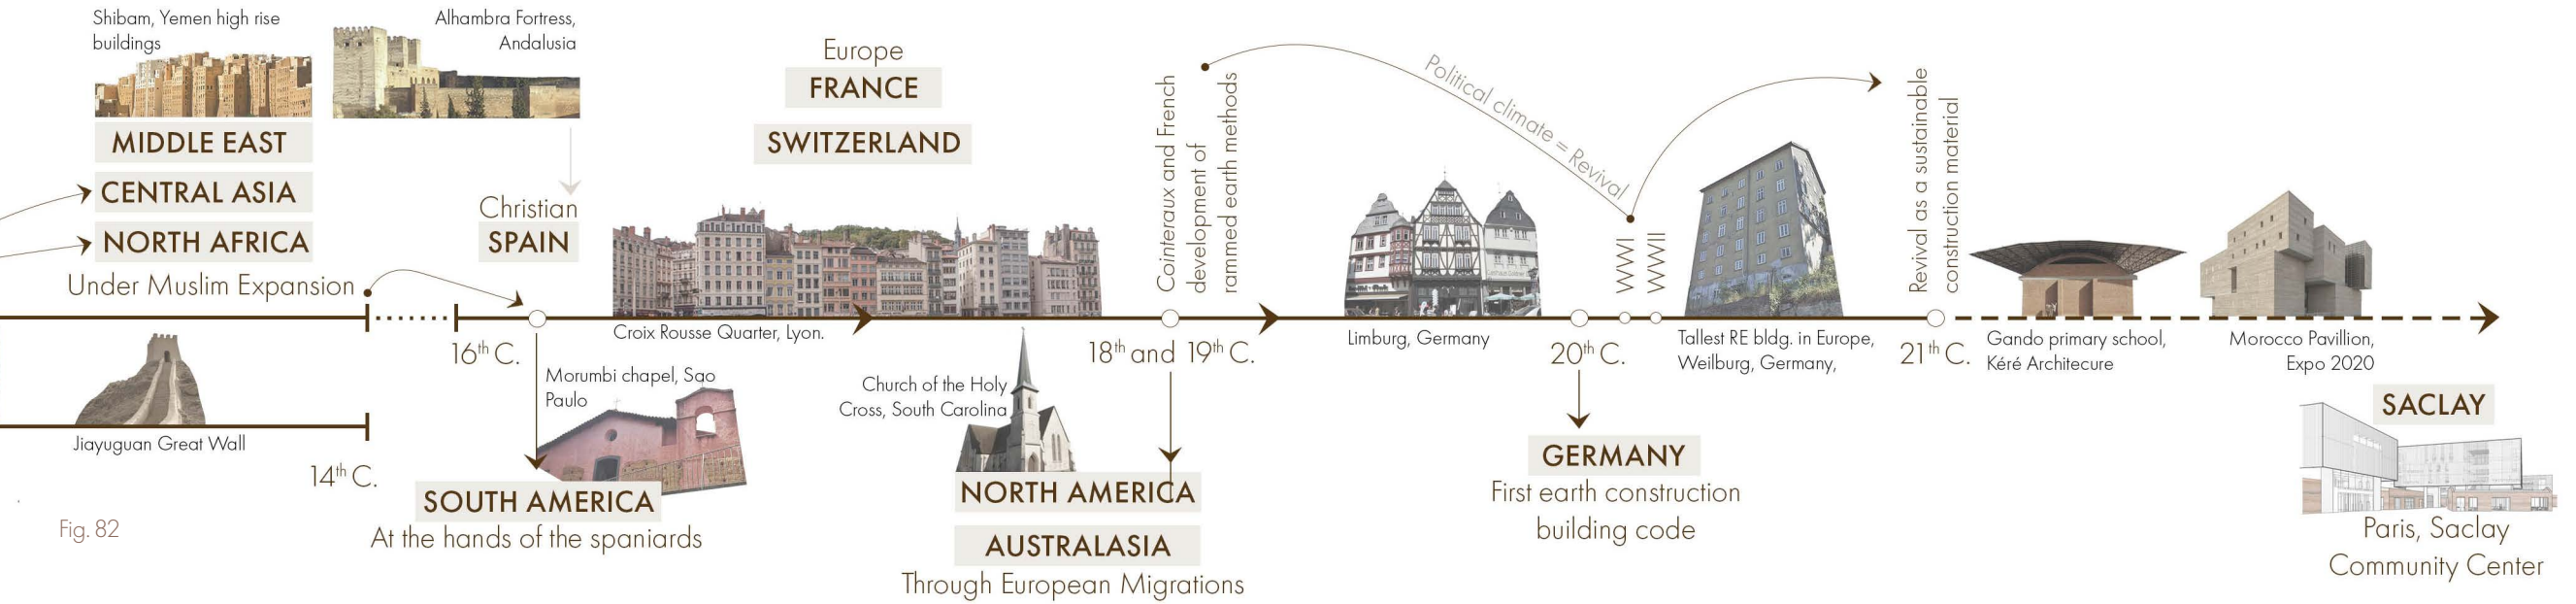 Shibam, Yemen high rise
buildings
Alhambra Fortress,
Andalusia
MIDDLE EAST
CENTRAL ASIA
NORTH AFRICA
Under Muslim Expansion
Christian
SPAIN
Europe
FRANCE
SWITZERLAND
Cointeraux and French
development of
rammed earth methods
Political climate = Revival
WWI
WWII
Revival as a sustainable
construction material
Jiayuguan Great Wall
14th C.
Fig. 82
16th C.
Morumbi chapel, Sao
Paulo
SOUTH AMERICA
At the hands of the spaniards
Croix Rousse Quarter, Lyon.
Church of the Holy
Cross, South Carolina
18th and 19th C.
NORTH AMERICA
AUSTRALASIA
Through European Migrations
Limburg, Germany
20th C.
GERMANY
First earth construction
building code
Tallest RE bldg. in Europe,
Weilburg, Germany,
21th C.
Gando primary school,
Kéré Architecure
Morocco Pavillion,
Expo 2020
SACLAY
Paris, Saclay
Community Center